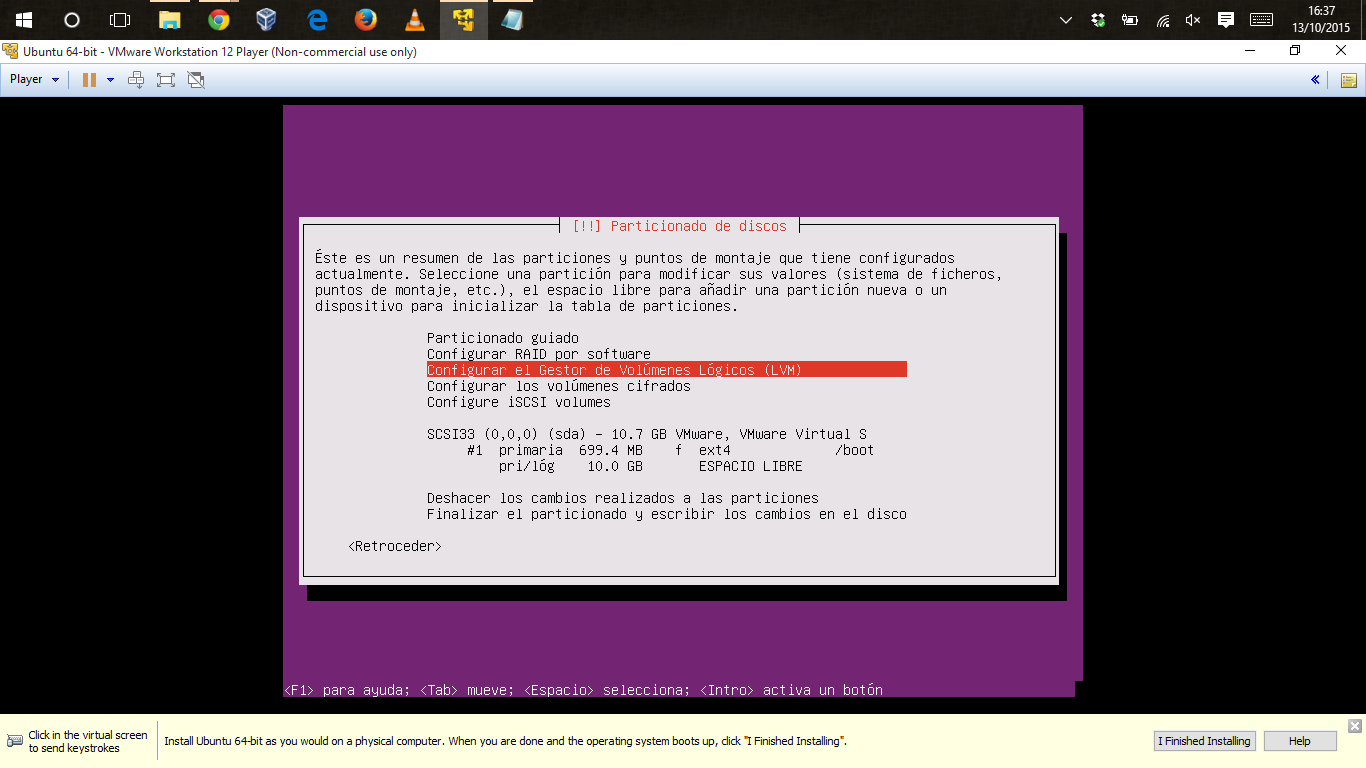 16:37
13/10/2015
Ubuntu 64-bit - VMware Workstation 12 Player (Non-commercial use only)
Player
[!!] Particionado de discos
Éste es un resumen de las particiones y puntos de montaje que tiene configurados
actualmente. Seleccione una partición para modificar sus valores (sistema de ficheros,
puntos de montaje, etc.), el espacio libre para añadir una partición nueva o un
dispositivo para inicializar la tabla de particiones.
Particionado guiado
Configurar RAID por software
Configurar el Gestor de Volúmenes Lógicos (LVM)
Configurar los volúmenes cifrados
Configure iSCSI volumes
SCSI33 (0,0,0) (sda) - 10.7 GB VMware, VMware Virtual S
#1 primaria 699.4 MB f ext4 /boot
pri/lóg 10.0 GB ESPACIO LIBRE
Deshacer los cambios realizados a las particiones
Finalizar el particionado y escribir los cambios en el disco
<Retroceder>
<F1> para ayuda; <Tab> mueve; <Espacio> selecciona; <Intro> activa un botón
Click in the virtual screen
to send keystrokes
Install Ubuntu 64-bit as you would on a physical computer. When you are done and the operating system boots up, click "I Finished Installing".
I Finished Installing
Help